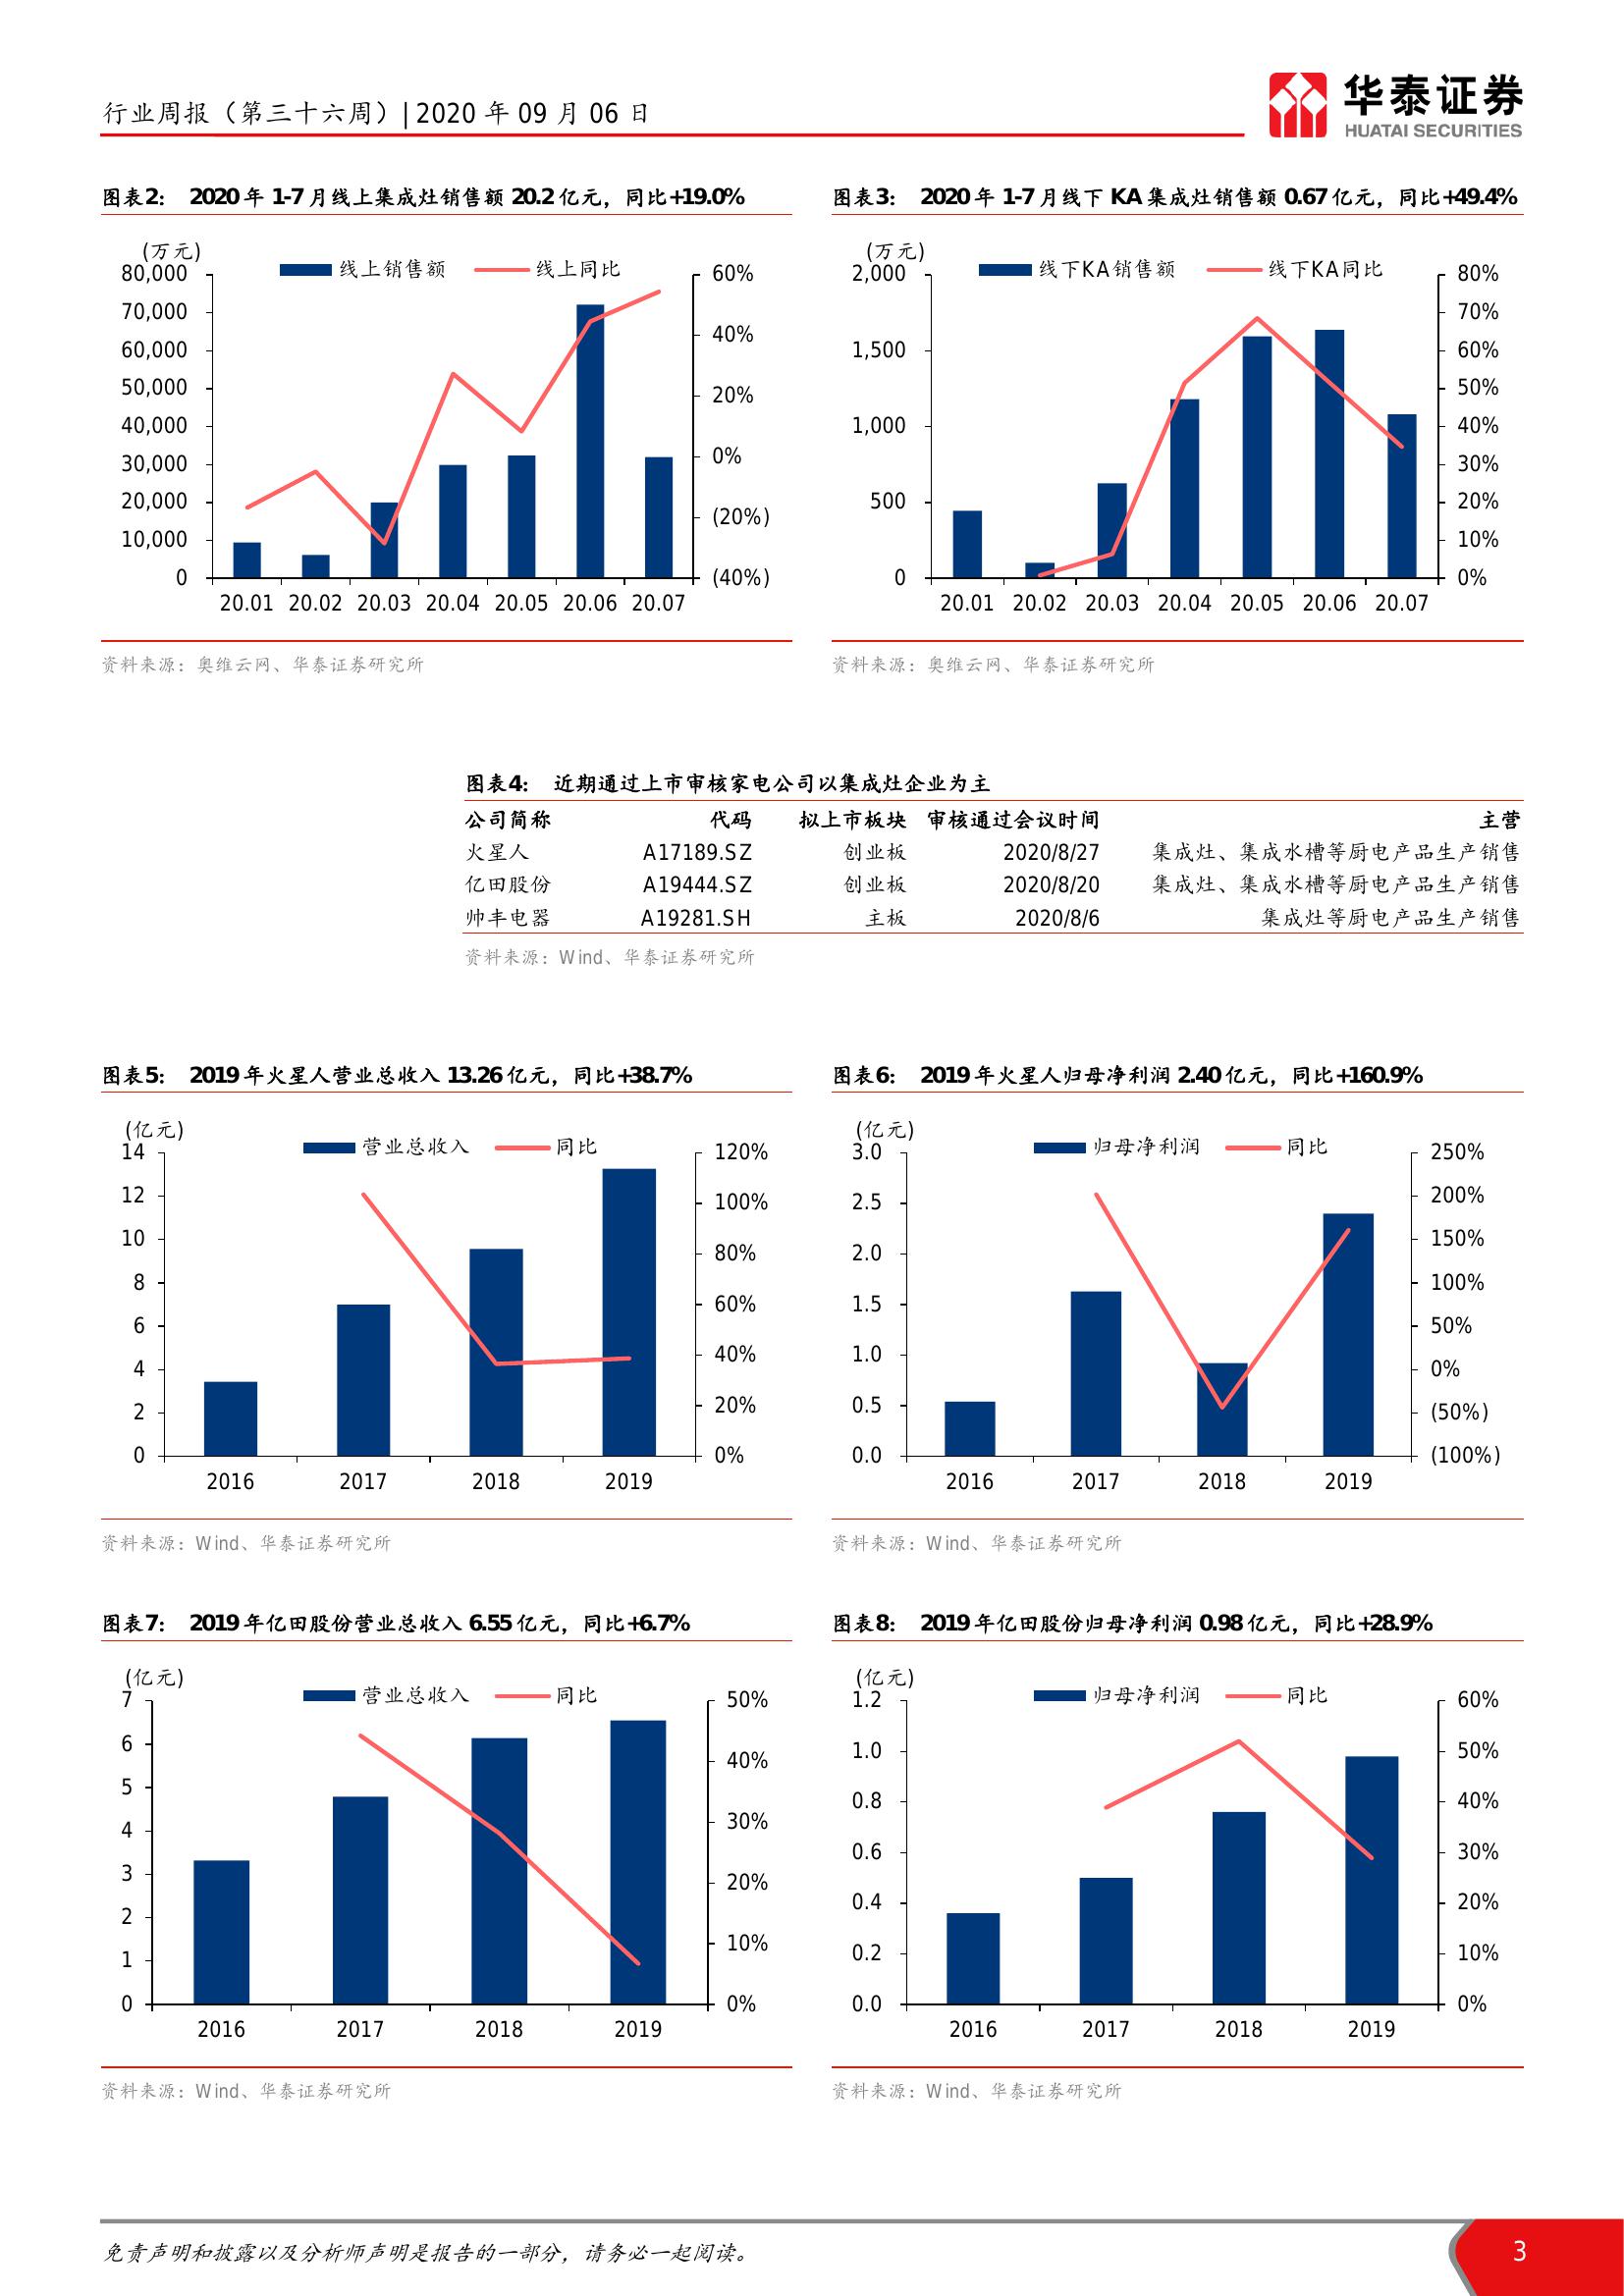 行业周报（第三十六周）| 2020 年 09 月 06 日
华泰证券
HUATAI SECURITIES
图表2： 2020 年 1-7 月线上集成灶销售额 20.2 亿元，同比+19.0%
(万元)
线上销售额 线上同比
80,000 60%
70,000
60,000 40%
50,000 20%
40,000
30,000 0%
20,000 (20%)
10,000
0 (40%)
20.01 20.02 20.03 20.04 20.05 20.06 20.07
资料来源：奥维云网、华泰证券研究所
图表3： 2020 年 1-7 月线下 KA 集成灶销售额 0.67 亿元，同比+49.4%
(万元)
线下KA销售额 线下KA同比
2,000 80%
70%
1,500 60%
50%
1,000 40%
30%
500 20%
10%
0 0%
20.01 20.02 20.03 20.04 20.05 20.06 20.07
资料来源：奥维云网、华泰证券研究所
图表4： 近期通过上市审核家电公司以集成灶企业为主
公司简称 代码 拟上市板块 审核通过会议时间 主营
火星人 A17189.SZ 创业板 2020/8/27 集成灶、集成水槽等厨电产品生产销售
亿田股份 A19444.SZ 创业板 2020/8/20 集成灶、集成水槽等厨电产品生产销售
帅丰电器 A19281.SH 主板 2020/8/6 集成灶等厨电产品生产销售
资料来源：Wind、华泰证券研究所
图表5： 2019 年火星人营业总收入 13.26 亿元，同比+38.7%
(亿元)
营业总收入 同比
14 120%
12 100%
10 80%
8
6 60%
4 40%
2 20%
0 0%
2016 2017 2018 2019
资料来源：Wind、华泰证券研究所
图表6： 2019 年火星人归母净利润 2.40 亿元，同比+160.9%
(亿元)
归母净利润 同比
3.0 250%
2.5 200%
2.0 150%
1.5 100%
50%
1.0 0%
0.5 (50%)
0.0 (100%)
2016 2017 2018 2019
资料来源：Wind、华泰证券研究所
图表7： 2019 年亿田股份营业总收入 6.55 亿元，同比+6.7%
(亿元)
营业总收入 同比
7 50%
6 40%
5
4 30%
3 20%
2
1 10%
0 0%
2016 2017 2018 2019
资料来源：Wind、华泰证券研究所
图表8： 2019 年亿田股份归母净利润 0.98 亿元，同比+28.9%
(亿元)
归母净利润 同比
1.2 60%
1.0 50%
0.8 40%
0.6 30%
0.4 20%
0.2 10%
0.0 0%
2016 2017 2018 2019
资料来源：Wind、华泰证券研究所
免责声明和披露以及分析师声明是报告的一部分，请务必一起阅读。
3